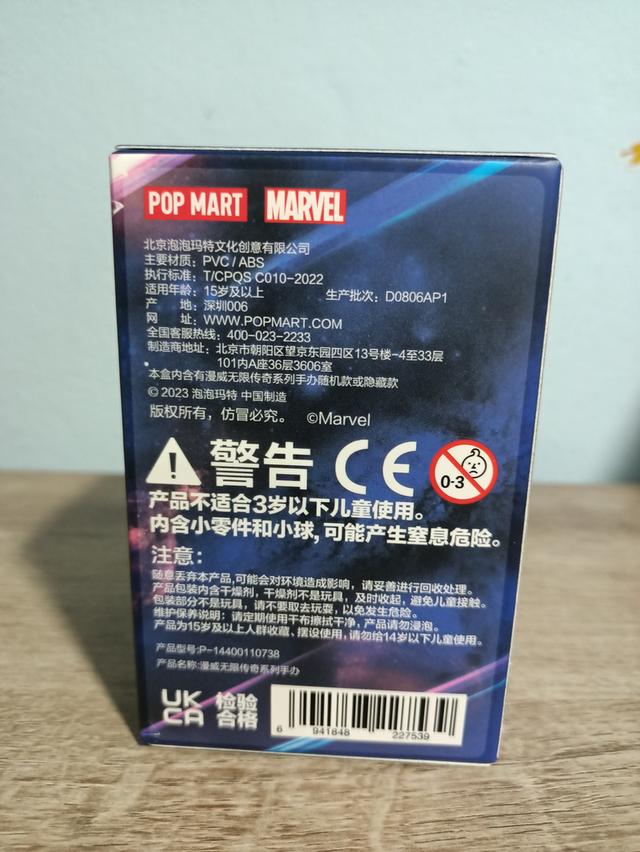 POP MART MARVEL
北京泡泡玛特文化创意有限公司
主要材质：PVC / ABS
执行标准：T/CPQS C010-2022
适用年龄：15岁及以上 生产批次：D0806AP1
产 地：深圳006
网 址：WWW.POPMART.COM
全国客服热线：400-023-2233
制造商地址：北京市朝阳区望京东园四区13号楼-4至33层
101内A座36层3606室
本盒内含有漫威无限传奇系列手办随机款或隐藏款
© 2023 泡泡玛特 中国制造
版权所有，仿冒必究。 ©Marvel
警告 CE 0-3
产品不适合3岁以下儿童使用。
内含小零件和小球，可能产生窒息危险。
注意：
随意丢弃本产品，可能会对环境造成影响，请妥善进行回收处理。
产品包装内含干燥剂，干燥剂不是玩具，及时收起，避免儿童接触。
包装部分不是玩具，请不要取去玩耍，以免发生危险。
维护保养说明：请定期使用干布擦拭干净，产品请勿浸泡。
产品为15岁及以上人群收藏、摆设使用，请勿给14岁以下儿童使用。
产品型号：P-14400110738
产品名称：漫威无限传奇系列手办
UK CA 检验合格
6 941848 227539